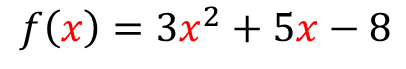 f(x) = 3x² + 5x − 8